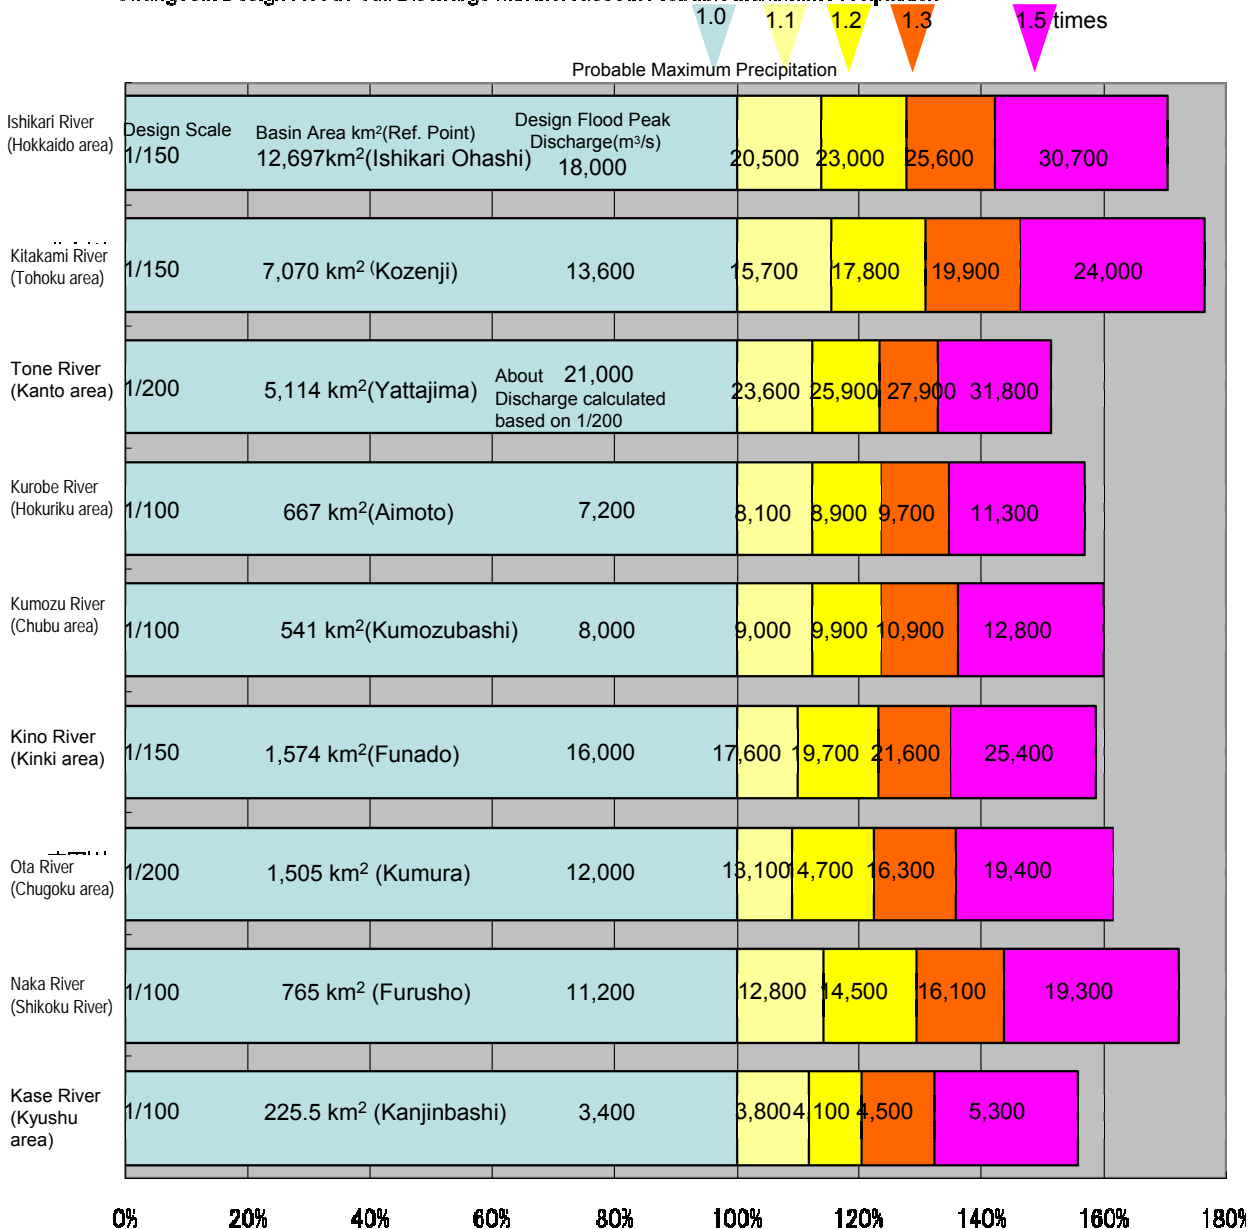 1.0 1.1 1.2 1.3 1.5 times
Probable Maximum Precipitation
Ishikari River
(Hokkaido area)
Design Scale
1/150
Basin Area km²(Ref. Point)
12,697km²(Ishikari Ohashi)
Design Flood Peak
Discharge(m³/s)
18,000
20,500 23,000 25,600 30,700
Kitakami River
(Tohoku area)
1/150 7,070 km² (Kozenji) 13,600 15,700 17,800 19,900 24,000
Tone River
(Kanto area)
1/200 5,114 km²(Yattajima)
About 21,000
Discharge calculated
based on 1/200
23,600 25,900 27,900 31,800
Kurobe River
(Hokuriku area)
1/100 667 km²(Aimoto) 7,200 8,100 8,900 9,700 11,300
Kumozu River
(Chubu area)
1/100 541 km²(Kumozubashi) 8,000 9,000 9,900 10,900 12,800
Kino River
(Kinki area)
1/150 1,574 km²(Funado) 16,000 17,600 19,700 21,600 25,400
Ota River
(Chugoku area)
1/200 1,505 km² (Kumura) 12,000 13,100 14,700 16,300 19,400
Naka River
(Shikoku River)
1/100 765 km² (Furusho) 11,200 12,800 14,500 16,100 19,300
Kase River
(Kyushu
area)
1/100 225.5 km² (Kanjinbashi) 3,400 3,800 4,100 4,500 5,300
0% 20% 40% 60% 80% 100% 120% 140% 160% 180%